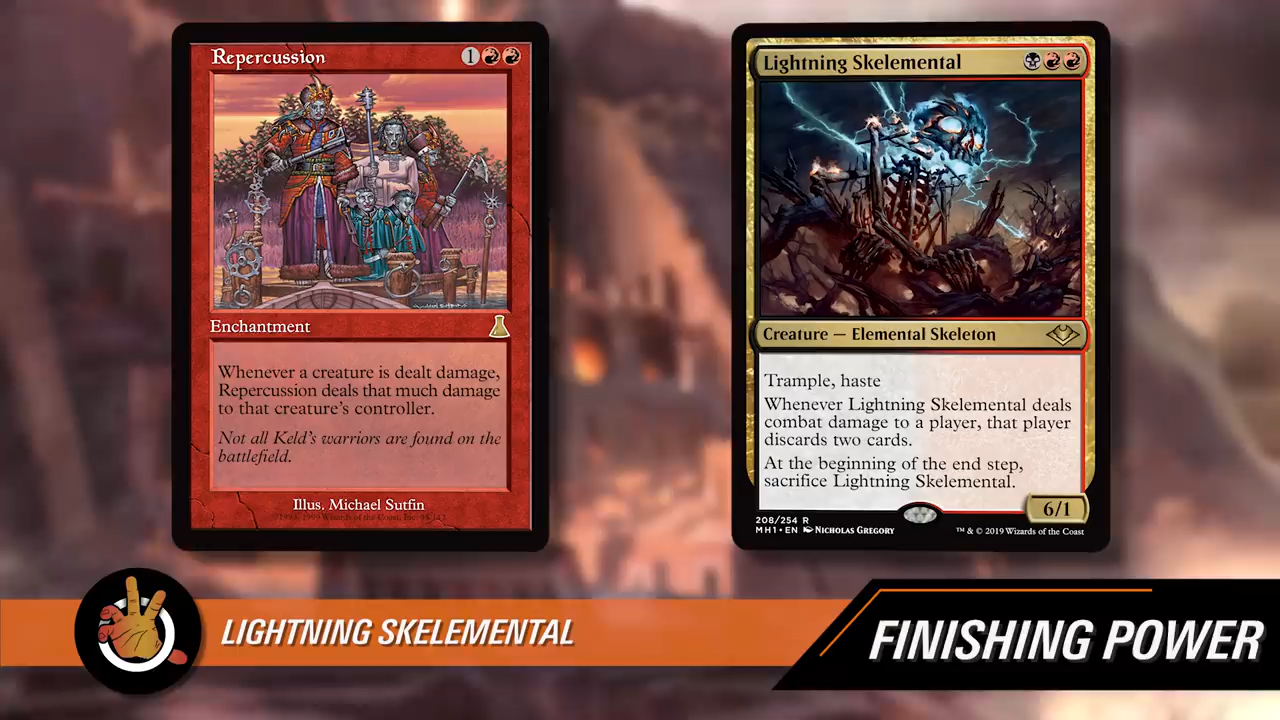 Repercussion
1
Enchantment
Whenever a creature is dealt damage,
Repercussion deals that much damage
to that creature's controller.
Not all Keld's warriors are found on the
battlefield.
Illus. Michael Sutfin
Lightning Skelemental
Creature — Elemental Skeleton
Trample, haste
Whenever Lightning Skelemental deals
combat damage to a player, that player
discards two cards.
At the beginning of the end step,
sacrifice Lightning Skelemental.
6/1
208/254 R
MH1 • EN Nicholas Gregory
™ & © 2019 Wizards of the Coast
LIGHTNING SKELEMENTAL
FINISHING POWER